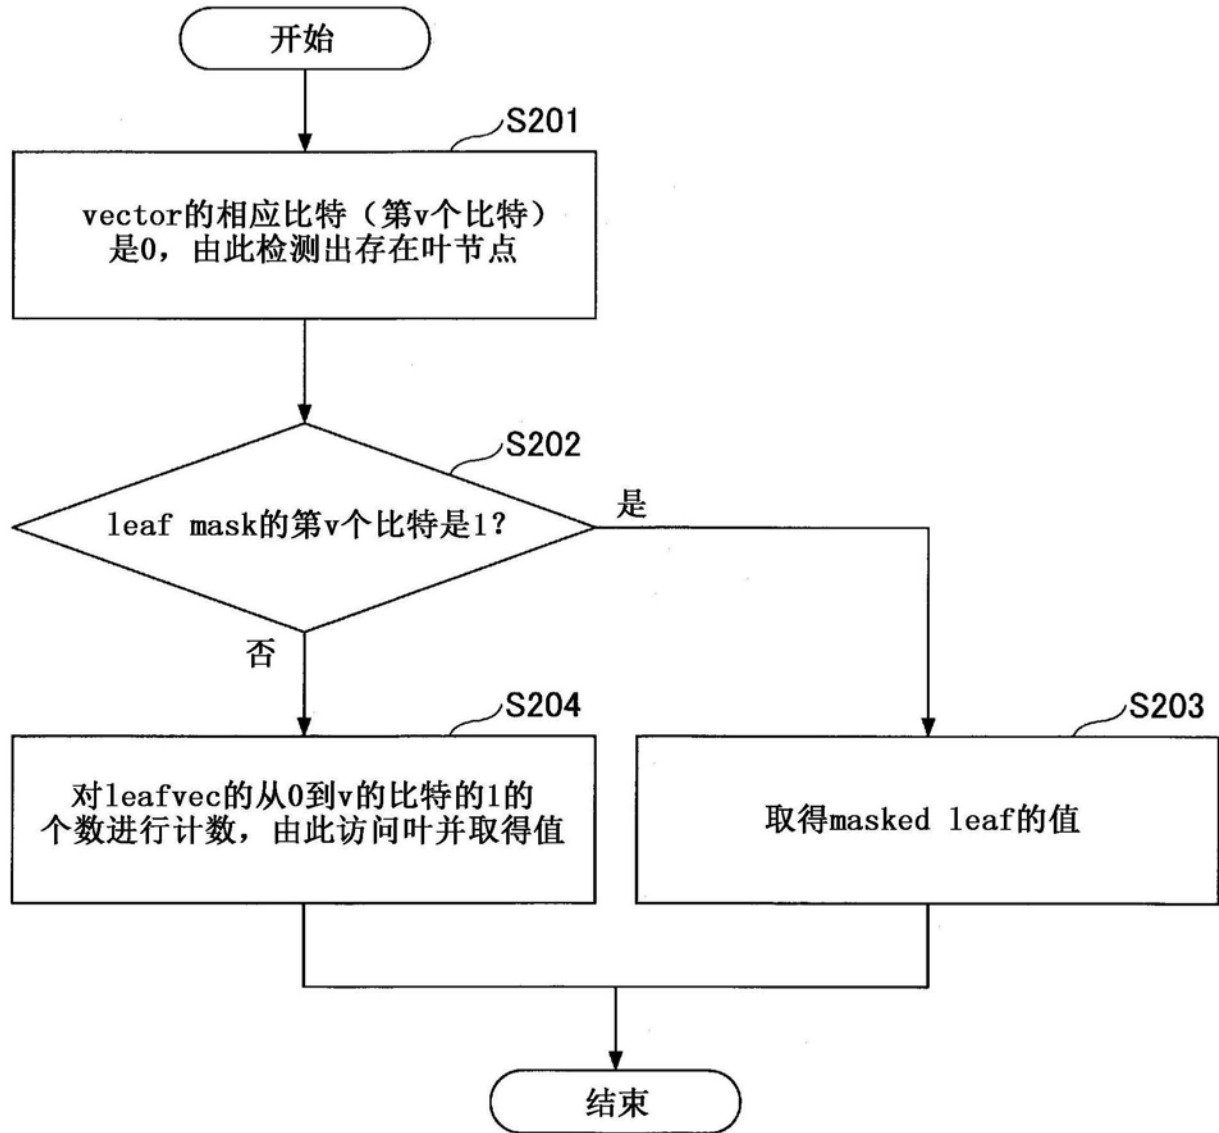 开始
S201
vector的相应比特（第v个比特）
是0，由此检测出存在叶节点
S202
leaf mask的第v个比特是1？
是
否
S204
对leafvec的从0到v的比特的1的
个数进行计数，由此访问叶并取得值
S203
取得masked leaf的值
结束